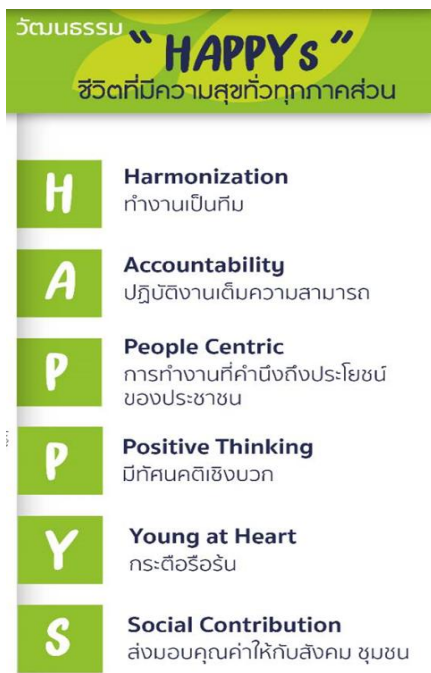 วัฒนธรรม
“ HAPPYs ”
ชีวิตที่มีความสุขทั่วทุกภาคส่วน
H
Harmonization
ทำงานเป็นทีม
A
Accountability
ปฏิบัติงานเต็มความสามารถ
P
People Centric
การทำงานที่คำนึงถึงประโยชน์
ของประชาชน
P
Positive Thinking
มีทัศนคติเชิงบวก
Y
Young at Heart
กระตือรือร้น
S
Social Contribution
ส่งมอบคุณค่าให้กับสังคม ชุมชน